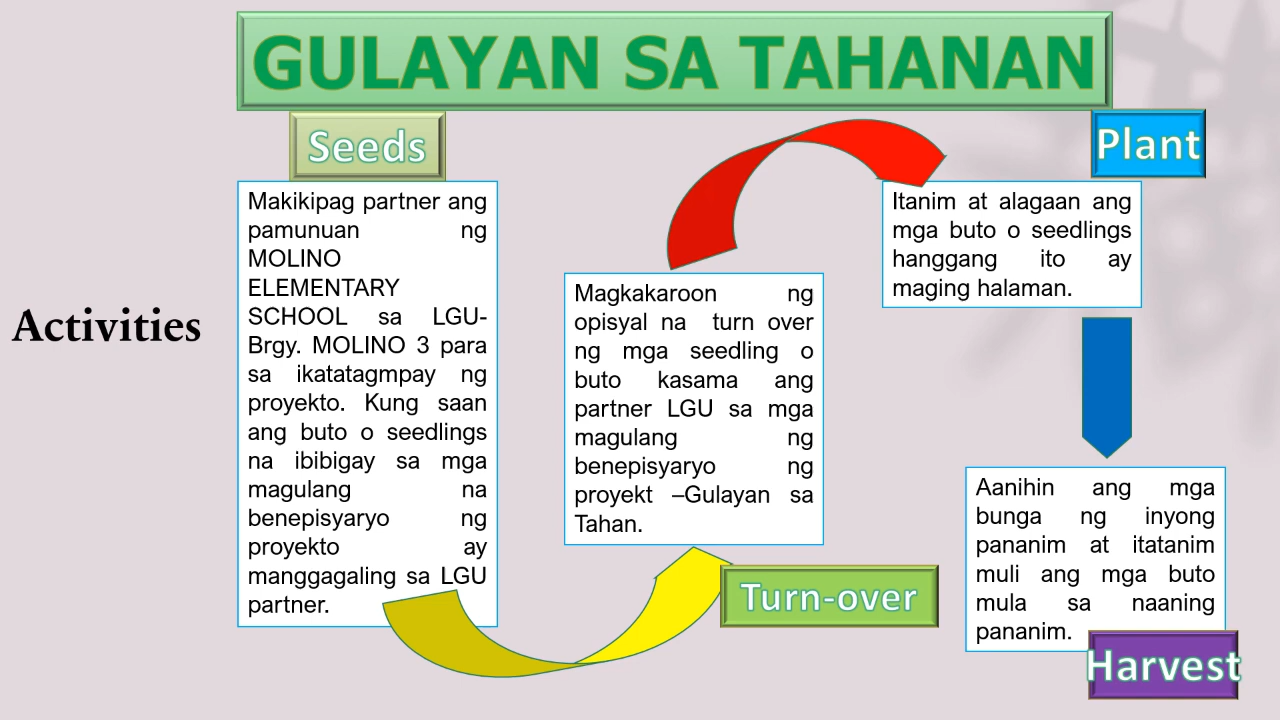 GULAYAN SA TAHANAN
Activities
Seeds
Makikipag partner ang
pamunuan ng
MOLINO
ELEMENTARY
SCHOOL sa LGU-
Brgy. MOLINO 3 para
sa ikatatagmpay ng
proyekto. Kung saan
ang buto o seedlings
na ibibigay sa mga
magulang na
benepisyaryo ng
proyekto ay
manggagaling sa LGU
partner.
Magkakaroon ng
opisyal na turn over
ng mga seedling o
buto kasama ang
partner LGU sa mga
magulang ng
benepisyaryo ng
proyekt –Gulayan sa
Tahan.
Turn-over
Plant
Itanim at alagaan ang
mga buto o seedlings
hanggang ito ay
maging halaman.
Aanihin ang mga
bunga ng inyong
pananim at itatanim
muli ang mga buto
mula sa naaning
pananim.
Harvest